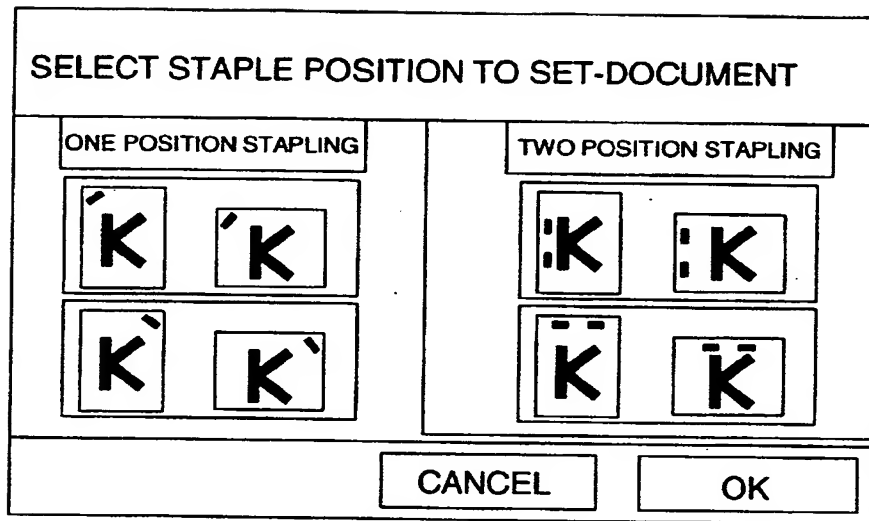 SELECT STAPLE POSITION TO SET-DOCUMENT
ONE POSITION STAPLING
K K
K K
TWO POSITION STAPLING
K K
K K
CANCEL OK